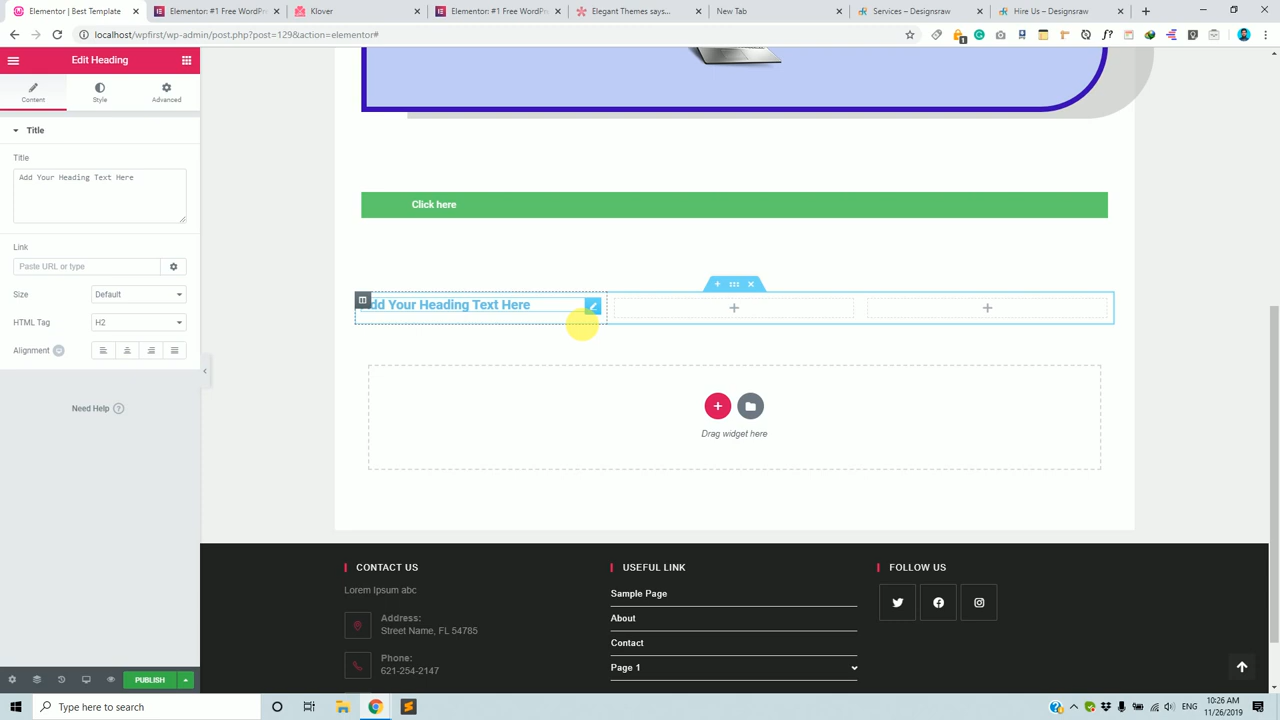 Elementor Template
Elementor #1 Free WordPre
Klover
Elementor: #1 Free WordPre
Elegant Themes says...
New Tab
Services – Designsraw
Hire Us – Designsraw
https://wpfirst/wp-admin/post.php?post=129&action=elementor#
Edit Heading
Content
Style
Advanced
Title
Title
Add Your Heading Text Here
Link
Paste URL or type
Size
Default
HTML Tag
H2
Alignment
Need Help
PUBLISH
Click here
dd Your Heading Text Here
Drag widget here
CONTACT US
Lorem Ipsum abc
Address:
Street Name, FL 54785
Phone:
621-254-2147
USEFUL LINK
Sample Page
About
Contact
Page 1
FOLLOW US
Type here to search
ENG
10:26 AM
11/26/2019